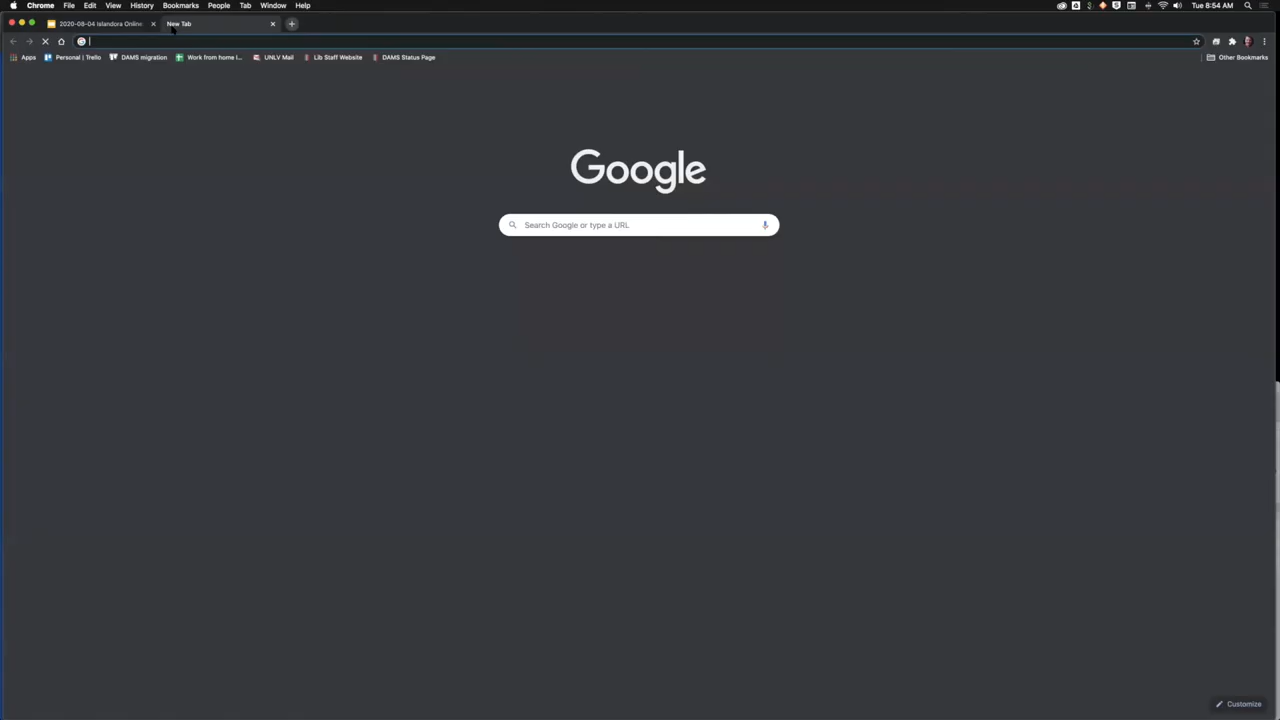 Chrome File Edit View History Bookmarks People Tab Window Help Tue 8:54 AM
2020-08-04 Islandora Online New Tab
Apps Personal | Trello DAMS migration Work from home l... UNLV Mail Lib Staff Website DAMS Status Page Other Bookmarks
Google
Search Google or type a URL
Customize